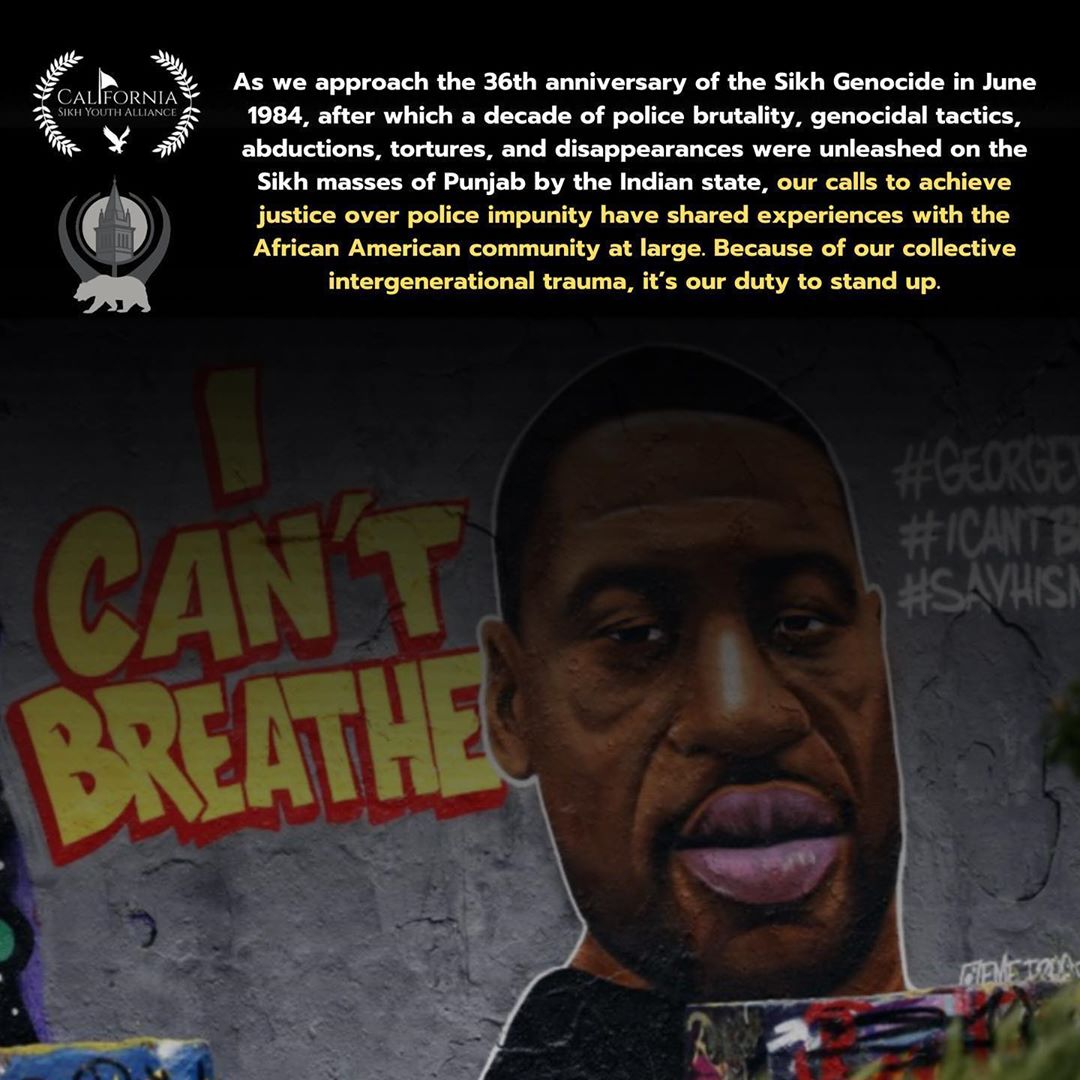 CALIFORNIA
SIKH YOUTH ALLIANCE
As we approach the 36th anniversary of the Sikh Genocide in June
1984, after which a decade of police brutality, genocidal tactics,
abductions, tortures, and disappearances were unleashed on the
Sikh masses of Punjab by the Indian state, our calls to achieve
justice over police impunity have shared experiences with the
African American community at large. Because of our collective
intergenerational trauma, it’s our duty to stand up.
I
CAN'T
BREATHE
#GEORGE
#ICANTB
#SAYHISN